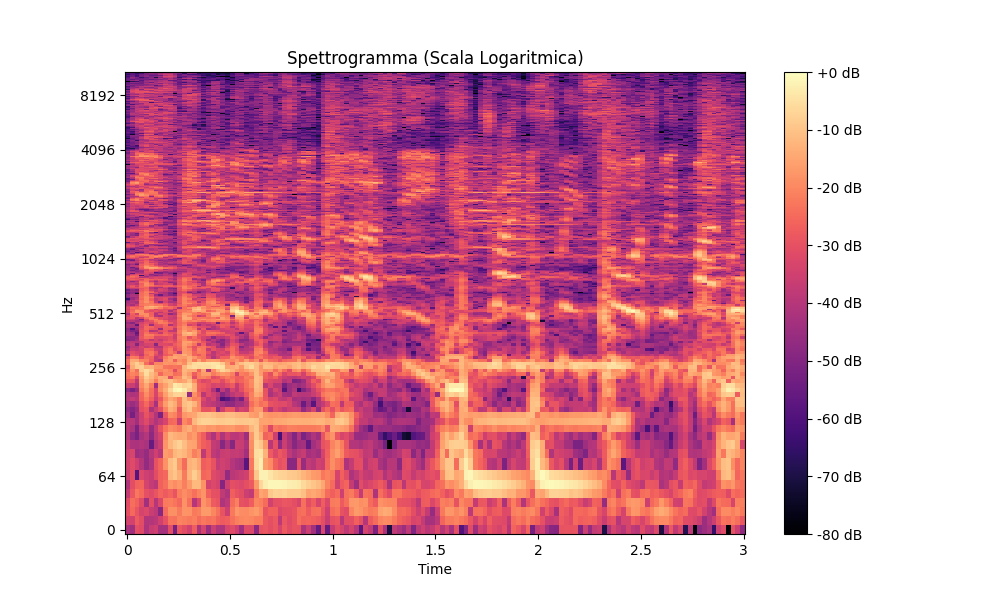 Spettrogramma (Scala Logaritmica)
Hz
8192
4096
2048
1024
512
256
128
64
0
0
0.5
1
1.5
2
2.5
3
Time
+0 dB
-10 dB
-20 dB
-30 dB
-40 dB
-50 dB
-60 dB
-70 dB
-80 dB